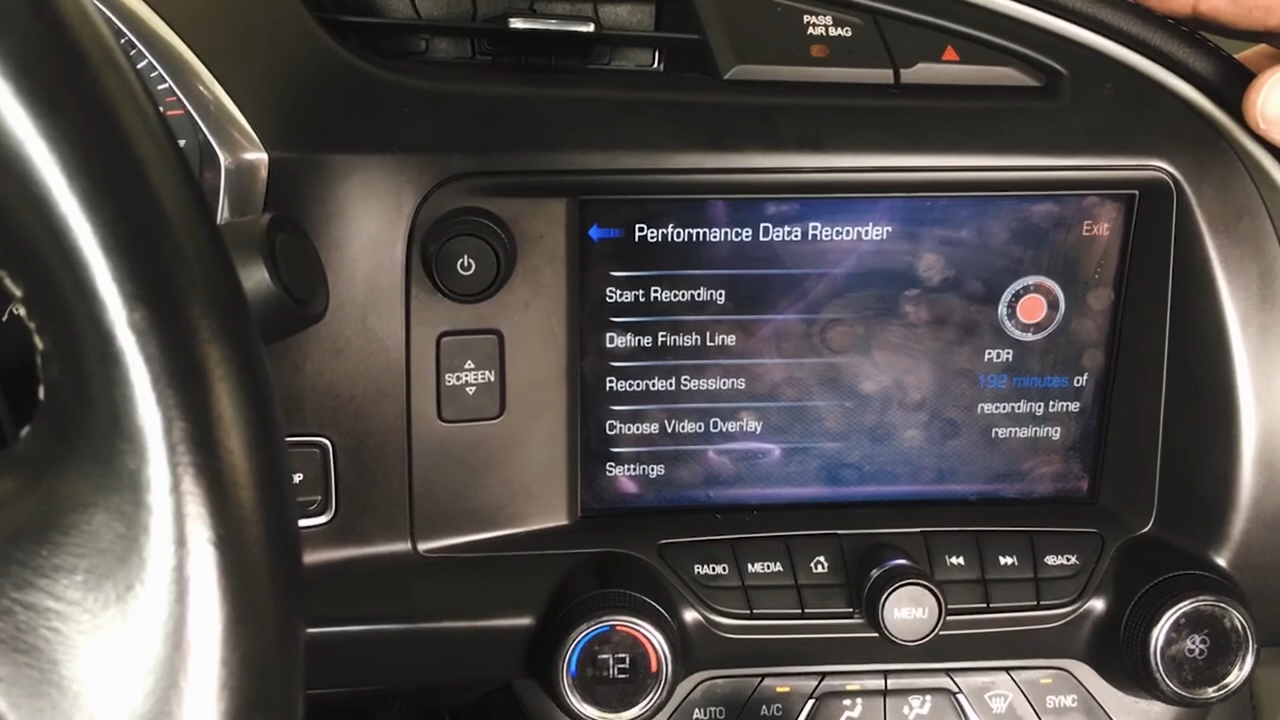 PASS
AIR BAG
Performance Data Recorder
Exit
Start Recording
Define Finish Line
Recorded Sessions
Choose Video Overlay
Settings
PDR
192 minutes of
recording time
remaining
SCREEN
OP
RADIO
MEDIA
BACK
MENU
72
AUTO
A/C
SYNC